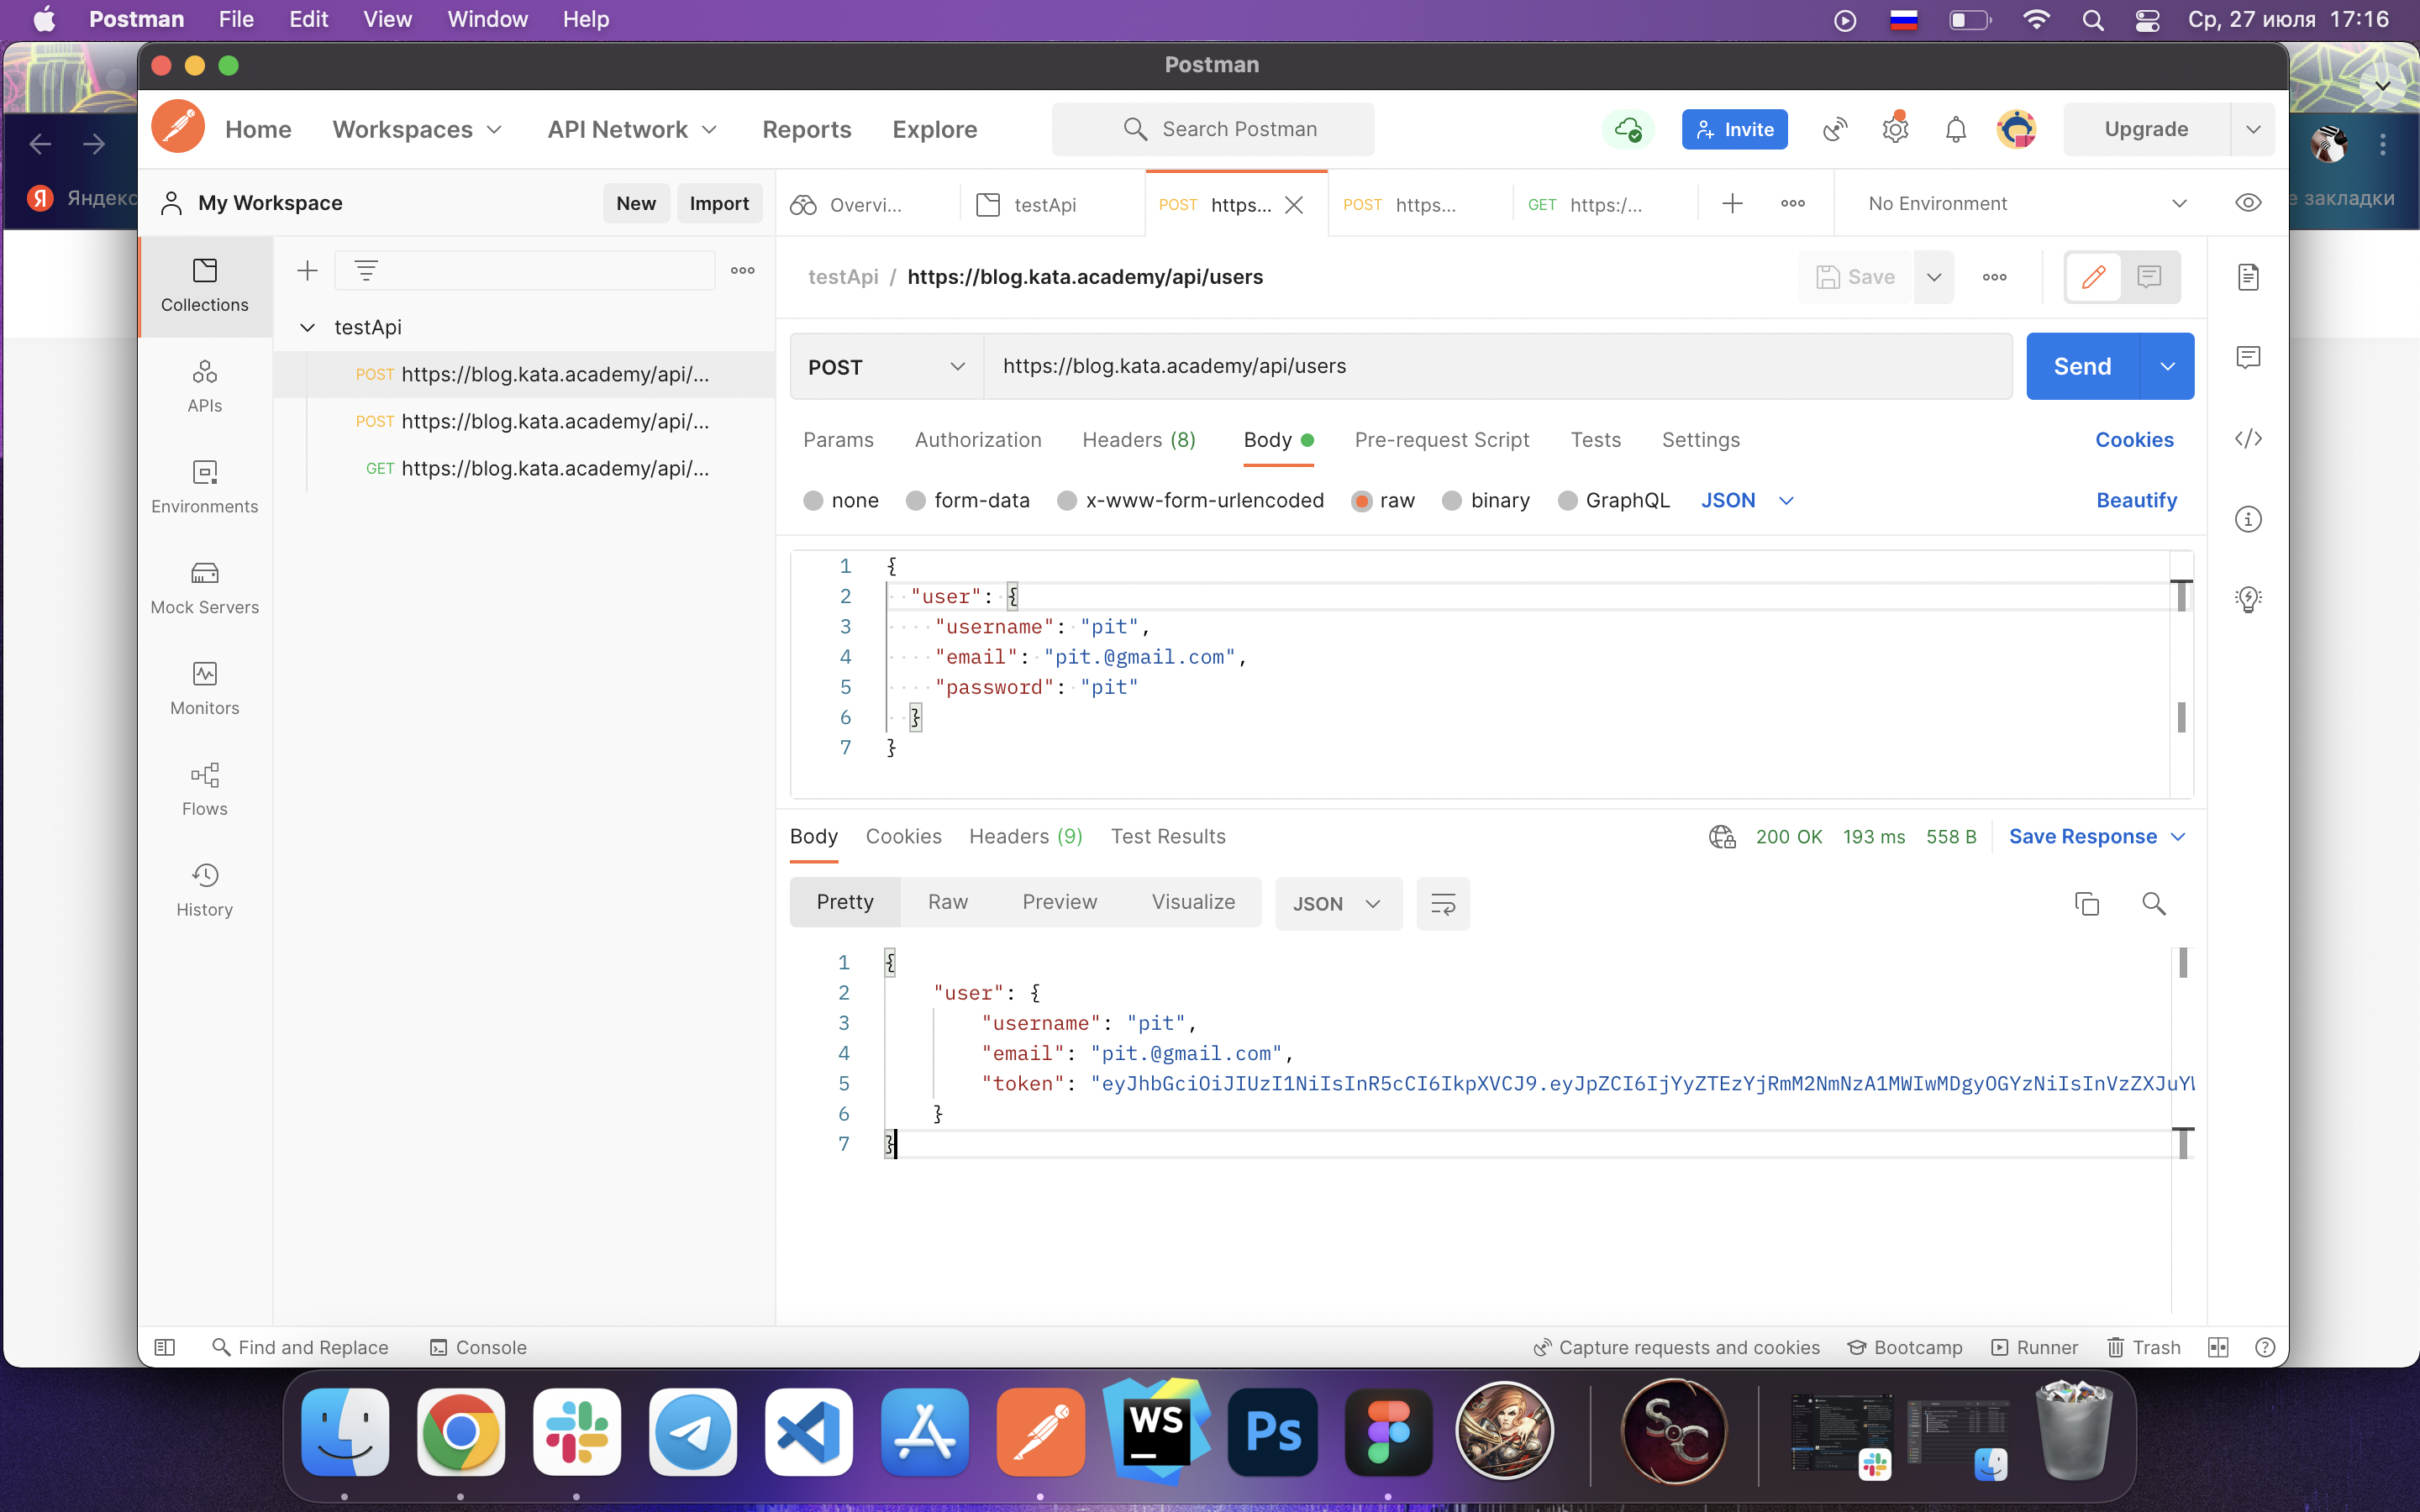 Postman File Edit View Window Help Ср, 27 июля 17:16
Postman
Home Workspaces API Network Reports Explore Search Postman Invite Upgrade
Я Яндекс е закладки
My Workspace New Import Overvi... testApi POST https... POST https... GET https:/... No Environment
Collections
APIs
Environments
Mock Servers
Monitors
Flows
History
testApi
POST https://blog.kata.academy/api/...
POST https://blog.kata.academy/api/...
GET https://blog.kata.academy/api/...
testApi / https://blog.kata.academy/api/users Save
POST https://blog.kata.academy/api/users Send
Params Authorization Headers (8) Body Pre-request Script Tests Settings Cookies
none form-data x-www-form-urlencoded raw binary GraphQL JSON Beautify
1 {
2 "user": {
3 "username": "pit",
4 "email": "pit.@gmail.com",
5 "password": "pit"
6 }
7 }
Body Cookies Headers (9) Test Results 200 OK 193 ms 558 B Save Response
Pretty Raw Preview Visualize JSON
1 {
2 "user": {
3 "username": "pit",
4 "email": "pit.@gmail.com",
5 "token": "eyJhbGciOiJIUzI1NiIsInR5cCI6IkpXVCJ9.eyJpZCI6IjYyZTEzYjRmM2NmNzA1MWIwMDgyOGYzNiIsInVzZXJuYW
6 }
7 }
Find and Replace Console Capture requests and cookies Bootcamp Runner Trash
WS Ps SC